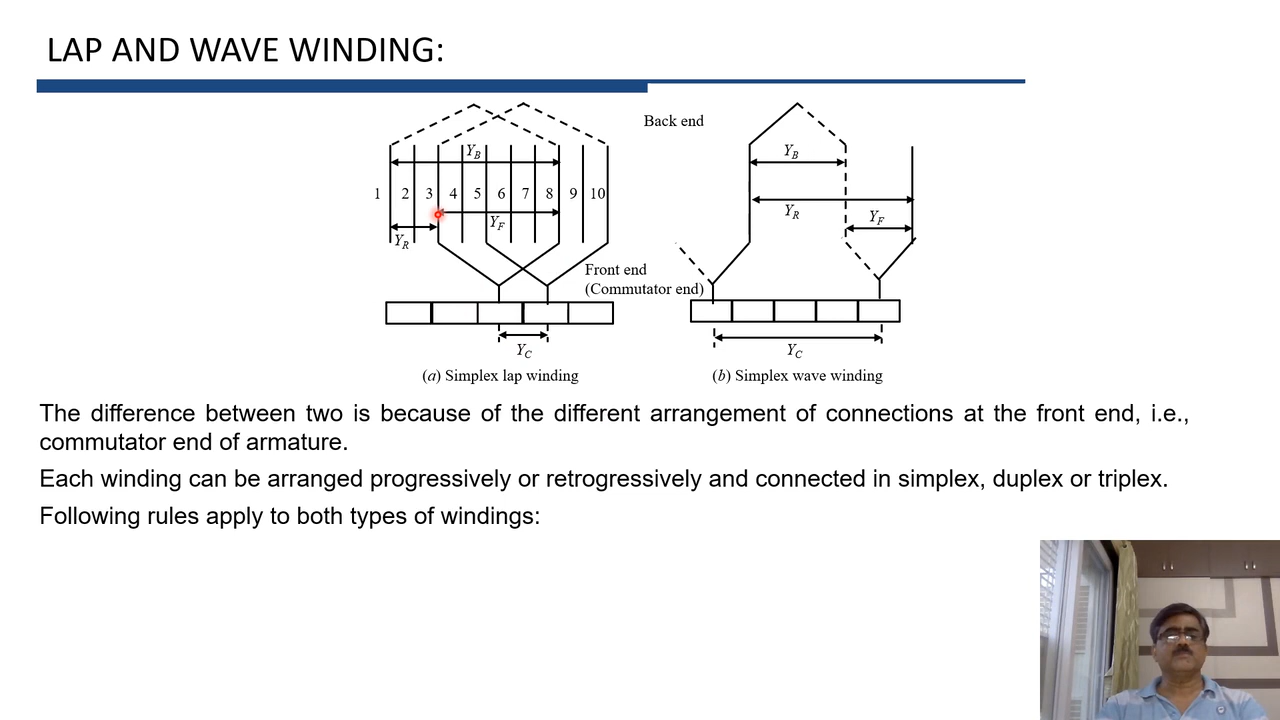 LAP AND WAVE WINDING:
Back end
Y_B
1 2 3 4 5 6 7 8 9 10
Y_F
Y_R
Front end
(Commutator end)
Y_C
(a) Simplex lap winding
Y_B
Y_R
Y_F
Y_C
(b) Simplex wave winding
The difference between two is because of the different arrangement of connections at the front end, i.e.,
commutator end of armature.
Each winding can be arranged progressively or retrogressively and connected in simplex, duplex or triplex.
Following rules apply to both types of windings: